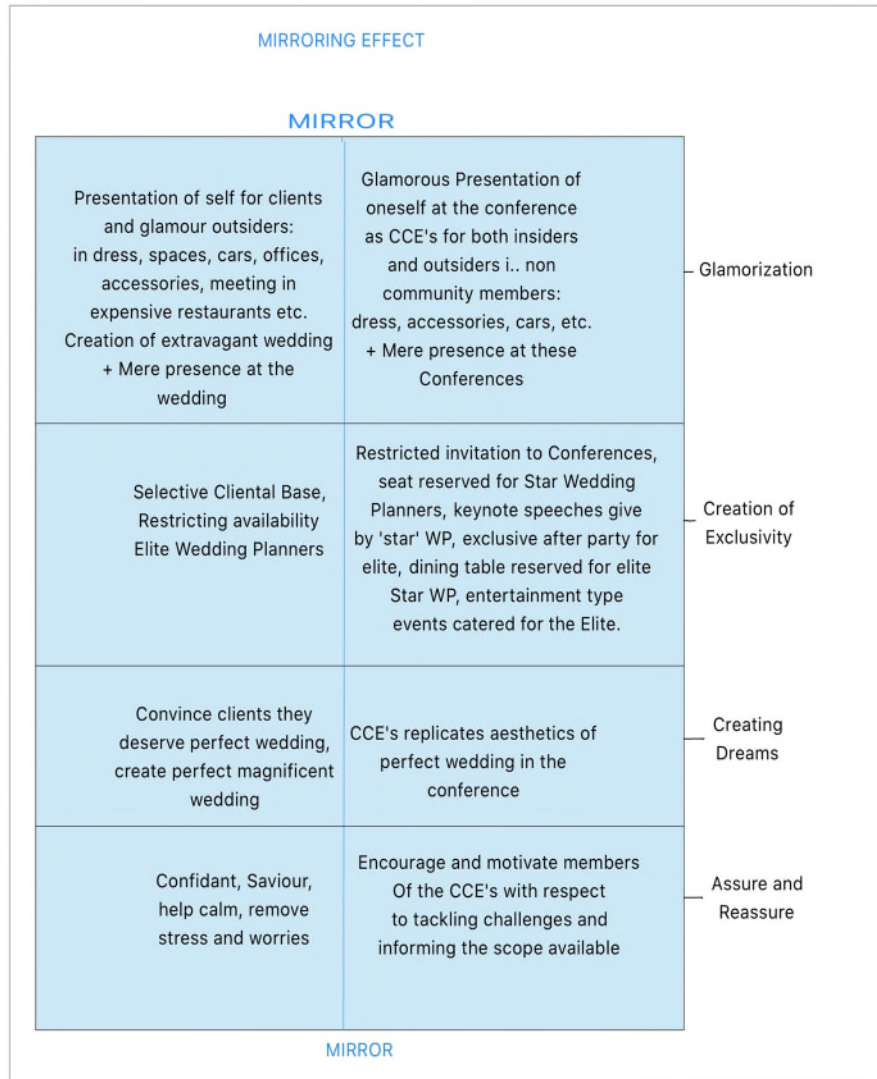 MIRRORING EFFECT
MIRROR
Presentation of self for clients
and glamour outsiders:
in dress, spaces, cars, offices,
accessories, meeting in
expensive restaurants etc.
Creation of extravagant wedding
+ Mere presence at the
wedding
Glamorous Presentation of
oneself at the conference
as CCE's for both insiders
and outsiders i.. non
community members:
dress, accessories, cars, etc.
+ Mere presence at these
Conferences
Glamorization
Selective Cliental Base,
Restricting availability
Elite Wedding Planners
Restricted invitation to Conferences,
seat reserved for Star Wedding
Planners, keynote speeches give
by 'star' WP, exclusive after party for
elite, dining table reserved for elite
Star WP, entertainment type
events catered for the Elite.
Creation of
Exclusivity
Convince clients they
deserve perfect wedding,
create perfect magnificent
wedding
CCE's replicates aesthetics of
perfect wedding in the
conference
Creating
Dreams
Confidant, Saviour,
help calm, remove
stress and worries
Encourage and motivate members
Of the CCE's with respect
to tackling challenges and
informing the scope available
Assure and
Reassure
MIRROR